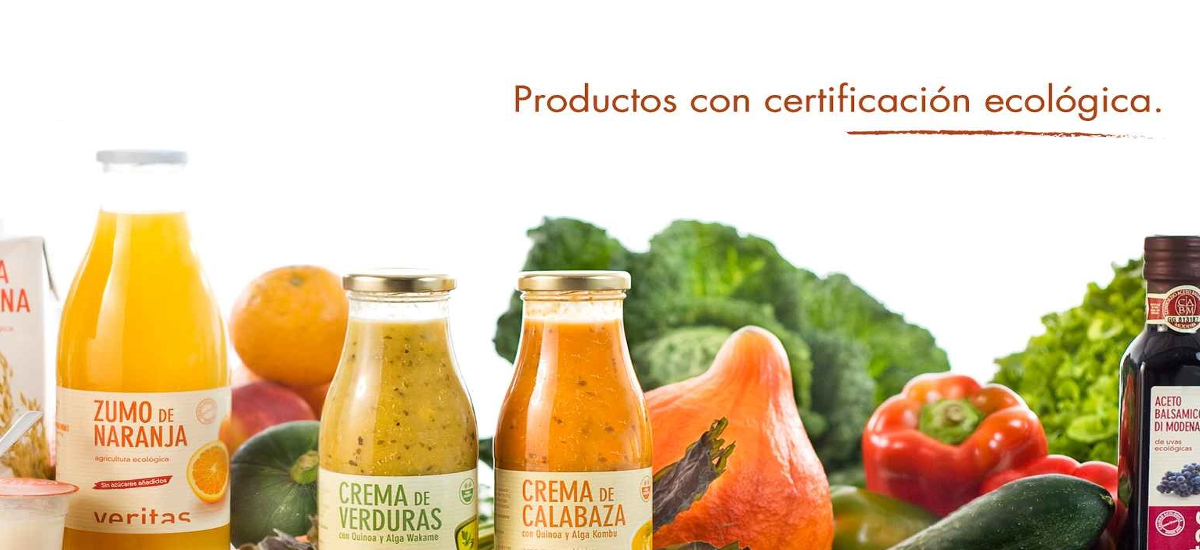 Productos con certificación ecológica.
ZUMO DE
NARANJA
agricultura ecológica
Sin azúcares añadidos
veritas
CREMA DE
VERDURAS
con Quinoa y Alga Wakame
CREMA DE
CALABAZA
con Quinoa y Alga Kombu
ACETO
BALSAMICO
DI MODENA
de uvas
ecológicas